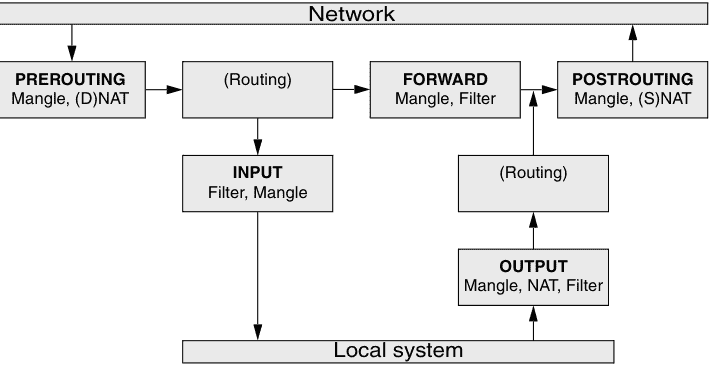 Network
PREROUTING
Mangle, (D)NAT
(Routing)
FORWARD
Mangle, Filter
POSTROUTING
Mangle, (S)NAT
INPUT
Filter, Mangle
(Routing)
OUTPUT
Mangle, NAT, Filter
Local system